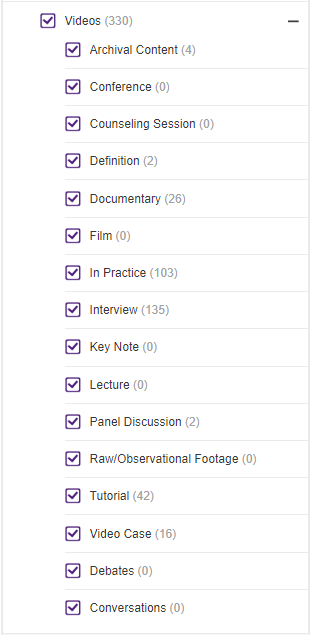 Videos (330)
Archival Content (4)
Conference (0)
Counseling Session (0)
Definition (2)
Documentary (26)
Film (0)
In Practice (103)
Interview (135)
Key Note (0)
Lecture (0)
Panel Discussion (2)
Raw/Observational Footage (0)
Tutorial (42)
Video Case (16)
Debates (0)
Conversations (0)